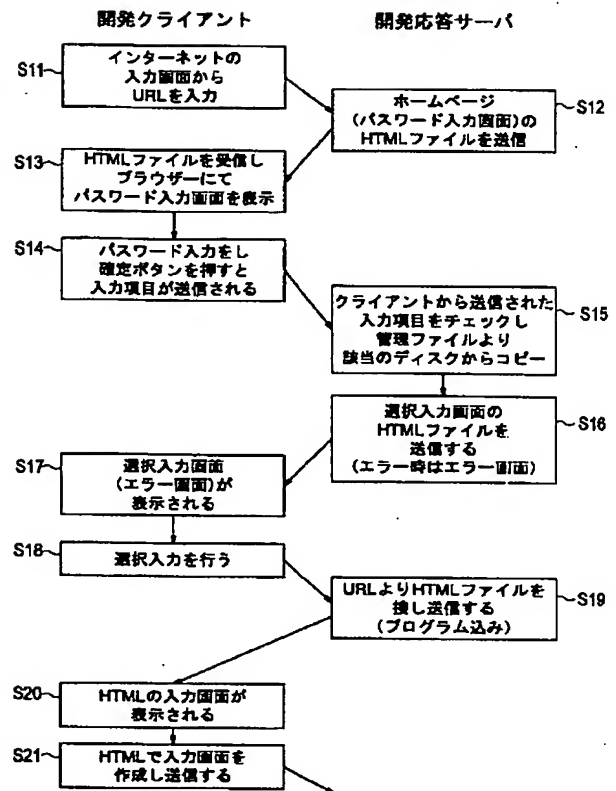 開発クライアント
開発応答サーバ
S11
インターネットの
入力画面から
URLを入力
S12
ホームページ
(パスワード入力画面)の
HTMLファイルを送信
S13
HTMLファイルを受信し
ブラウザーにて
パスワード入力画面を表示
S14
パスワード入力をし
確定ボタンを押すと
入力項目が送信される
S15
クライアントから送信された
入力項目をチェックし
管理ファイルより
該当のディスクからコピー
S16
選択入力画面の
HTMLファイルを
送信する
(エラー時はエラー画面)
S17
選択入力画面
(エラー画面)が
表示される
S18
選択入力を行う
S19
URLよりHTMLファイルを
捜し送信する
(プログラム込み)
S20
HTMLの入力画面が
表示される
S21
HTMLで入力画面を
作成し送信する